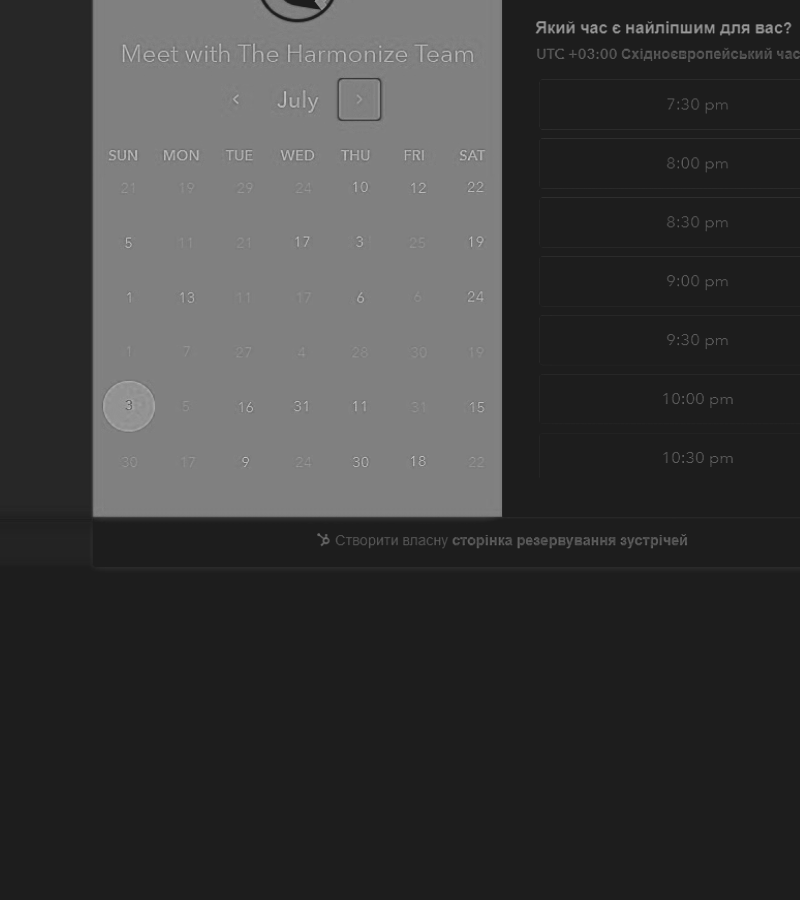 Meet with The Harmonize Team
July
SUN MON TUE WED THU FRI SAT
21 19 29 24 10 12 22
5 11 21 17 3 25 19
1 13 11 17 6 6 24
1 7 27 4 28 30 19
3 5 16 31 11 31 15
30 17 9 24 30 18 22
Який час є найліпшим для вас?
UTC +03:00 Східноєвропейський час
7:30 pm
8:00 pm
8:30 pm
9:00 pm
9:30 pm
10:00 pm
10:30 pm
Створити власну сторінка резервування зустрічей